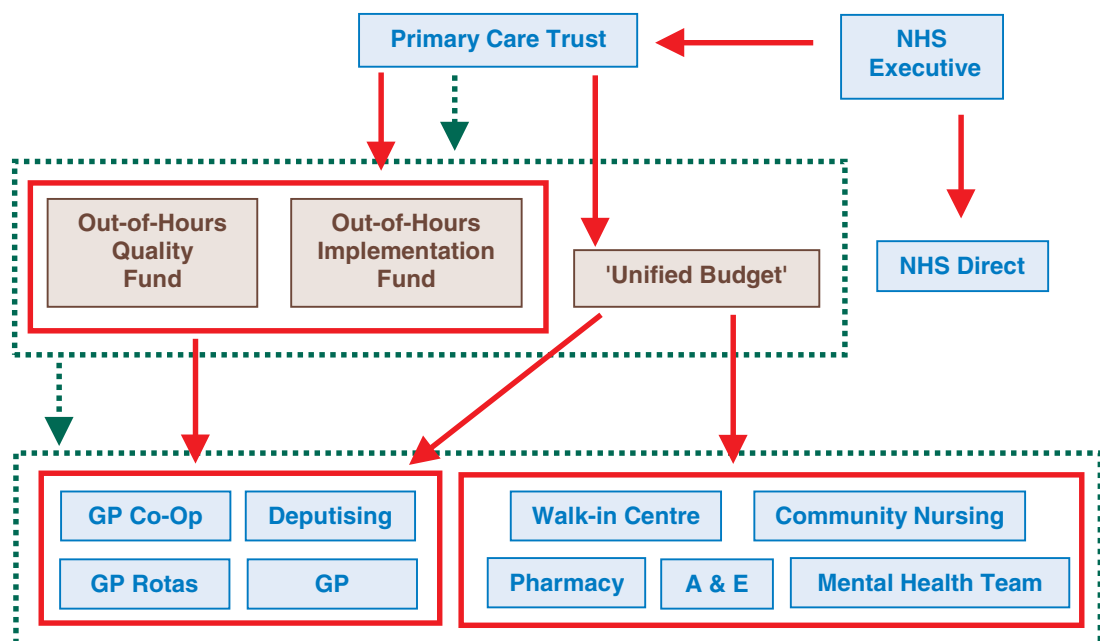 Primary Care Trust
NHS
Executive
Out-of-Hours
Quality
Fund
Out-of-Hours
Implementation
Fund
'Unified Budget'
NHS Direct
GP Co-Op
Deputising
Walk-in Centre
Community Nursing
GP Rotas
GP
Pharmacy
A & E
Mental Health Team